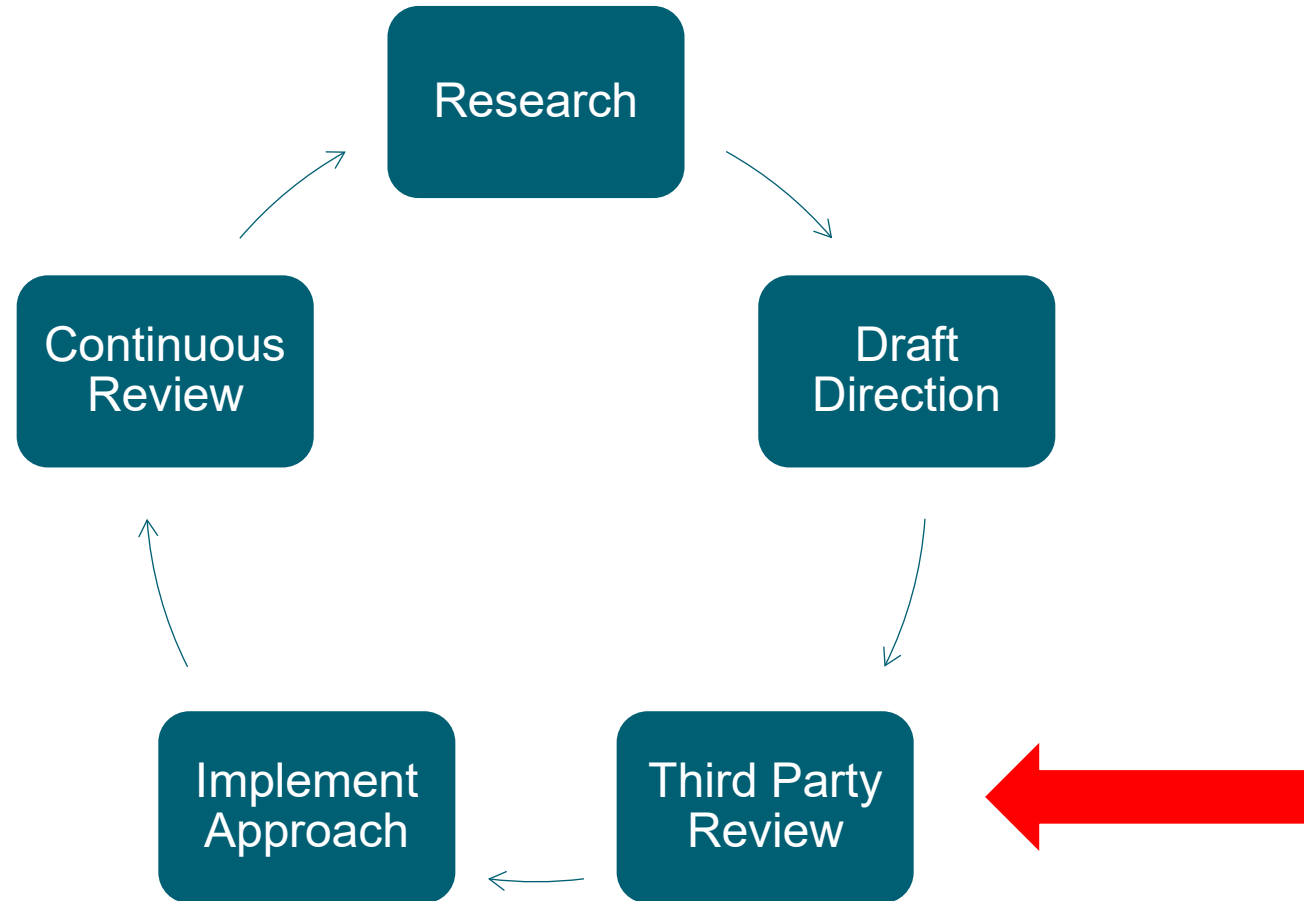 Research
Draft
Direction
Third Party
Review
Implement
Approach
Continuous
Review